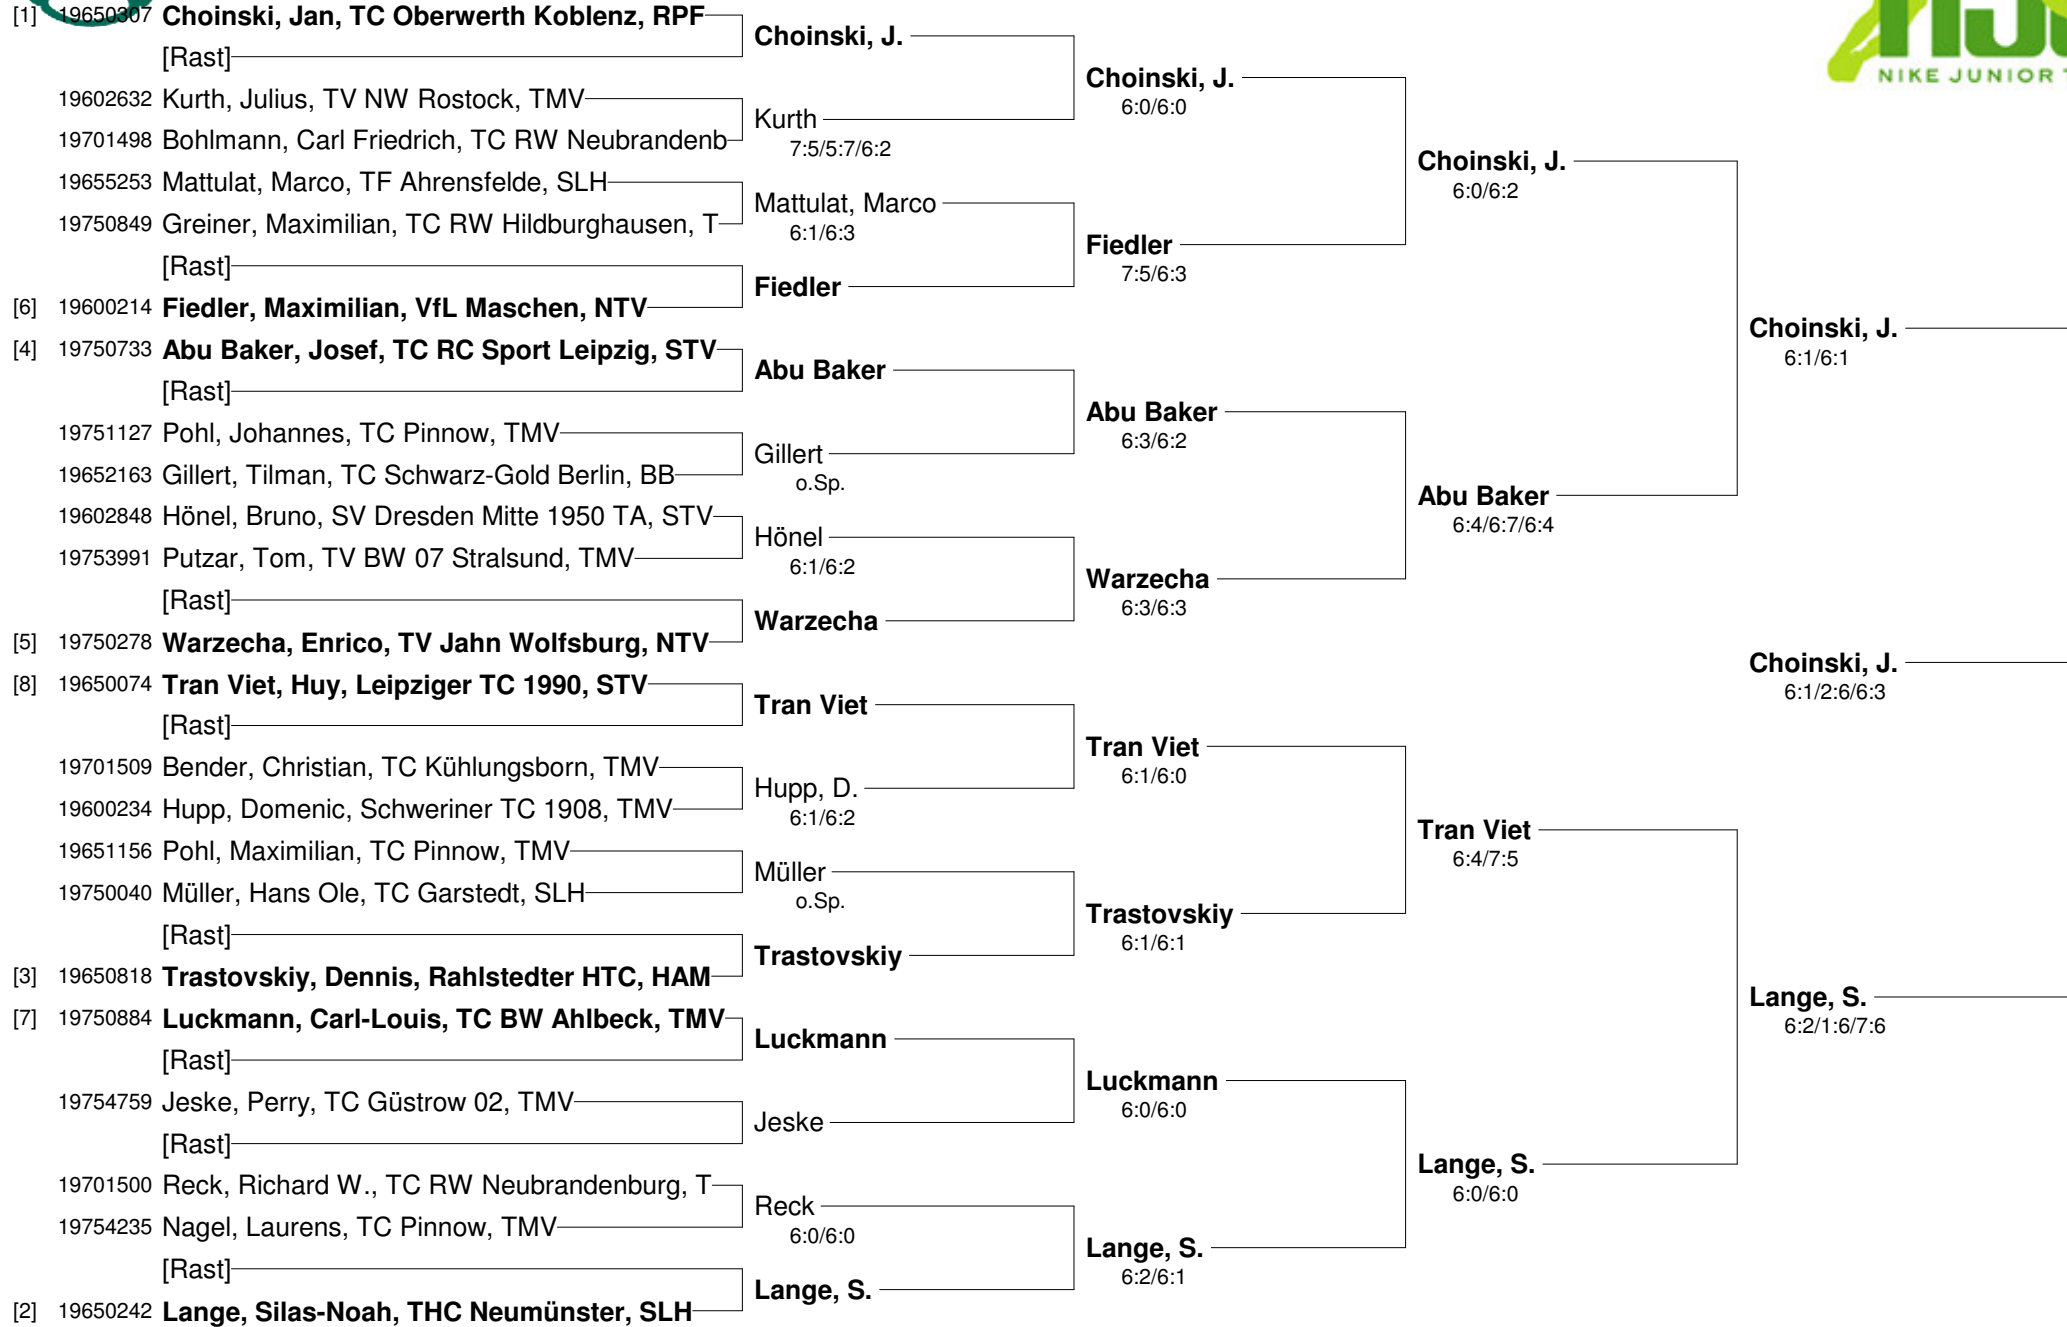 [1] 19650307 Choinski, Jan, TC Oberwerth Koblenz, RPF
[Rast]
19602632 Kurth, Julius, TV NW Rostock, TMV
19701498 Bohlmann, Carl Friedrich, TC RW Neubrandenb
19655253 Mattulat, Marco, TF Ahrensfelde, SLH
19750849 Greiner, Maximilian, TC RW Hildburghausen, T
[Rast]
[6] 19600214 Fiedler, Maximilian, VfL Maschen, NTV
[4] 19750733 Abu Baker, Josef, TC RC Sport Leipzig, STV
[Rast]
19751127 Pohl, Johannes, TC Pinnow, TMV
19652163 Gillert, Tilman, TC Schwarz-Gold Berlin, BB
19602848 Hönel, Bruno, SV Dresden Mitte 1950 TA, STV
19753991 Putzar, Tom, TV BW 07 Stralsund, TMV
[Rast]
[5] 19750278 Warzecha, Enrico, TV Jahn Wolfsburg, NTV
[8] 19650074 Tran Viet, Huy, Leipziger TC 1990, STV
[Rast]
19701509 Bender, Christian, TC Kühlungsborn, TMV
19600234 Hupp, Domenic, Schweriner TC 1908, TMV
19651156 Pohl, Maximilian, TC Pinnow, TMV
19750040 Müller, Hans Ole, TC Garstedt, SLH
[Rast]
[3] 19650818 Trastovskiy, Dennis, Rahlstedter HTC, HAM
[7] 19750884 Luckmann, Carl-Louis, TC BW Ahlbeck, TMV
[Rast]
19754759 Jeske, Perry, TC Güstrow 02, TMV
[Rast]
19701500 Reck, Richard W., TC RW Neubrandenburg, T
19754235 Nagel, Laurens, TC Pinnow, TMV
[Rast]
[2] 19650242 Lange, Silas-Noah, THC Neumünster, SLH
Choinski, J.
Kurth
7:5/5:7/6:2
Mattulat, Marco
6:1/6:3
Fiedler
Abu Baker
Gillert
o.Sp.
Hönel
6:1/6:2
Warzecha
Tran Viet
Hupp, D.
6:1/6:2
Müller
o.Sp.
Trastovskiy
Luckmann
Jeske
Reck
6:0/6:0
Lange, S.
Choinski, J.
6:0/6:0
Fiedler
7:5/6:3
Abu Baker
6:3/6:2
Warzecha
6:3/6:3
Tran Viet
6:1/6:0
Trastovskiy
6:1/6:1
Luckmann
6:0/6:0
Lange, S.
6:2/6:1
Choinski, J.
6:0/6:2
Abu Baker
6:4/6:7/6:4
Tran Viet
6:4/7:5
Lange, S.
6:0/6:0
Choinski, J.
6:1/6:1
Choinski, J.
6:1/2:6/6:3
Lange, S.
6:2/1:6/7:6
NIKE JUNIOR